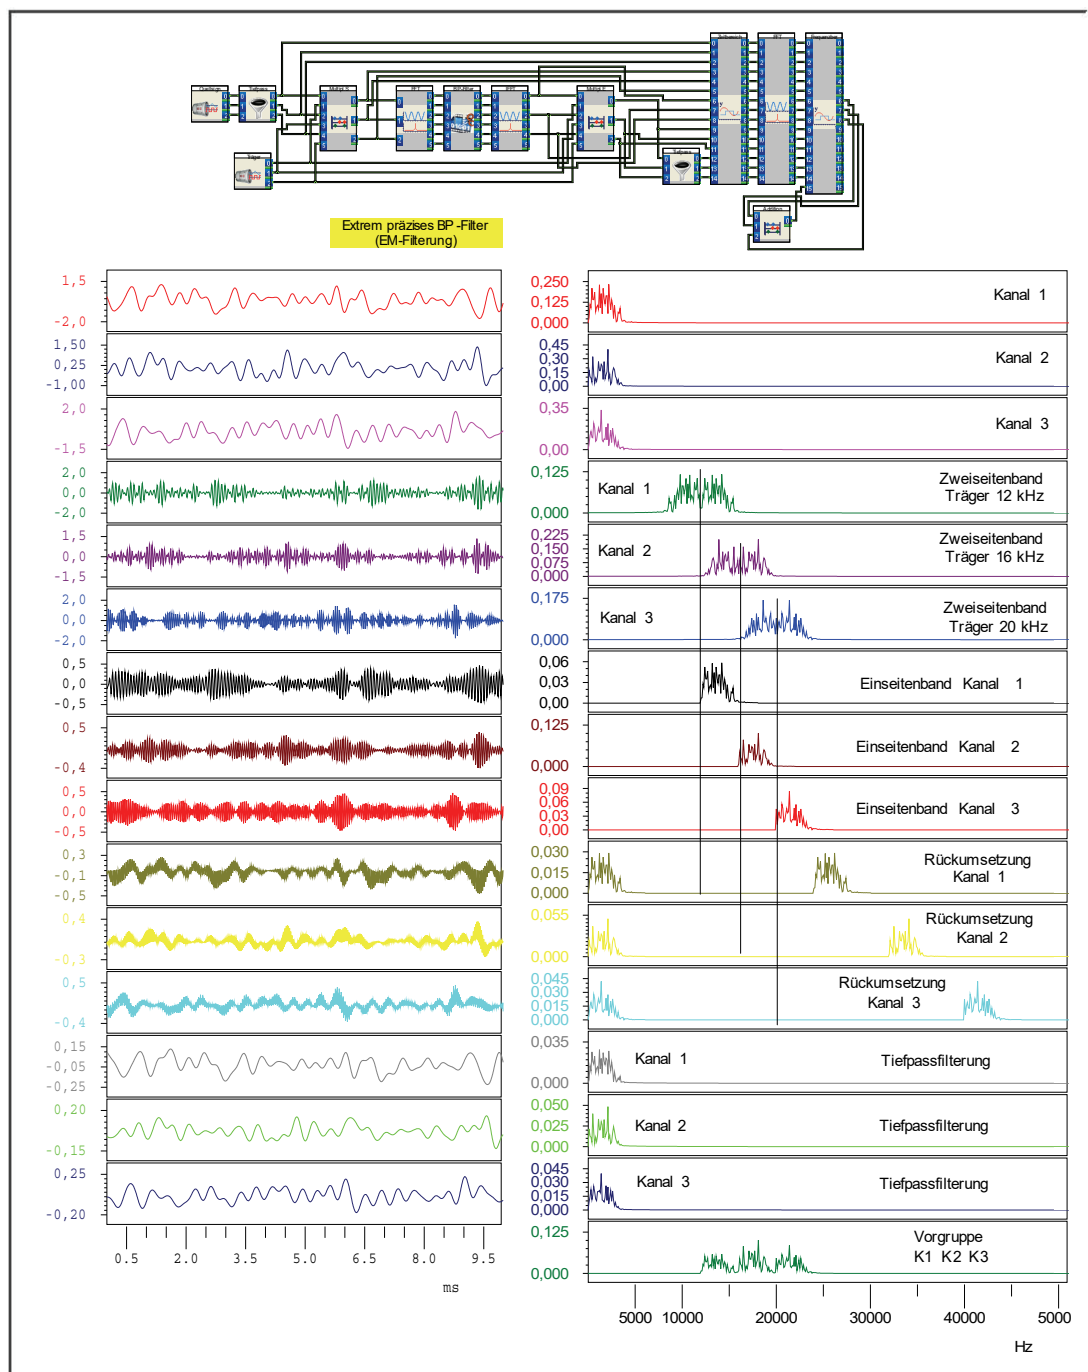 Extrem präzises BP -Filter
(EM-Filterung)
1,5
-2,0
0,250
0,125
0,000
Kanal 1
1,50
0,25
-1,00
0,45
0,30
0,15
0,00
Kanal 2
2,0
-1,5
0,35
0,00
Kanal 3
2,0
0,0
-2,0
0,125
0,000
Kanal 1
Zweiseitenband
Träger 12 kHz
1,5
0,0
-1,5
0,225
0,150
0,075
0,000
Kanal 2
Zweiseitenband
Träger 16 kHz
2,0
0,0
-2,0
0,175
0,000
Kanal 3
Zweiseitenband
Träger 20 kHz
0,5
0,0
-0,5
0,06
0,03
0,00
Einseitenband Kanal 1
0,5
-0,4
0,125
0,000
Einseitenband Kanal 2
0,5
0,0
-0,5
0,09
0,06
0,03
0,00
Einseitenband Kanal 3
0,3
-0,1
-0,5
0,030
0,015
0,000
Rückumsetzung
Kanal 1
0,4
-0,3
0,055
0,000
Rückumsetzung
Kanal 2
0,5
-0,4
0,045
0,030
0,015
0,000
Rückumsetzung
Kanal 3
0,15
-0,05
-0,25
0,035
0,000
Kanal 1
Tiefpassfilterung
0,20
-0,15
0,050
0,025
0,000
Kanal 2
Tiefpassfilterung
0,25
-0,20
0,045
0,030
0,015
0,000
Kanal 3
Tiefpassfilterung
0,125
0,000
Vorgruppe
K1 K2 K3
0.5 2.0 3.5 5.0 6.5 8.0 9.5
ms
5000 10000 20000 30000 40000 5000
Hz